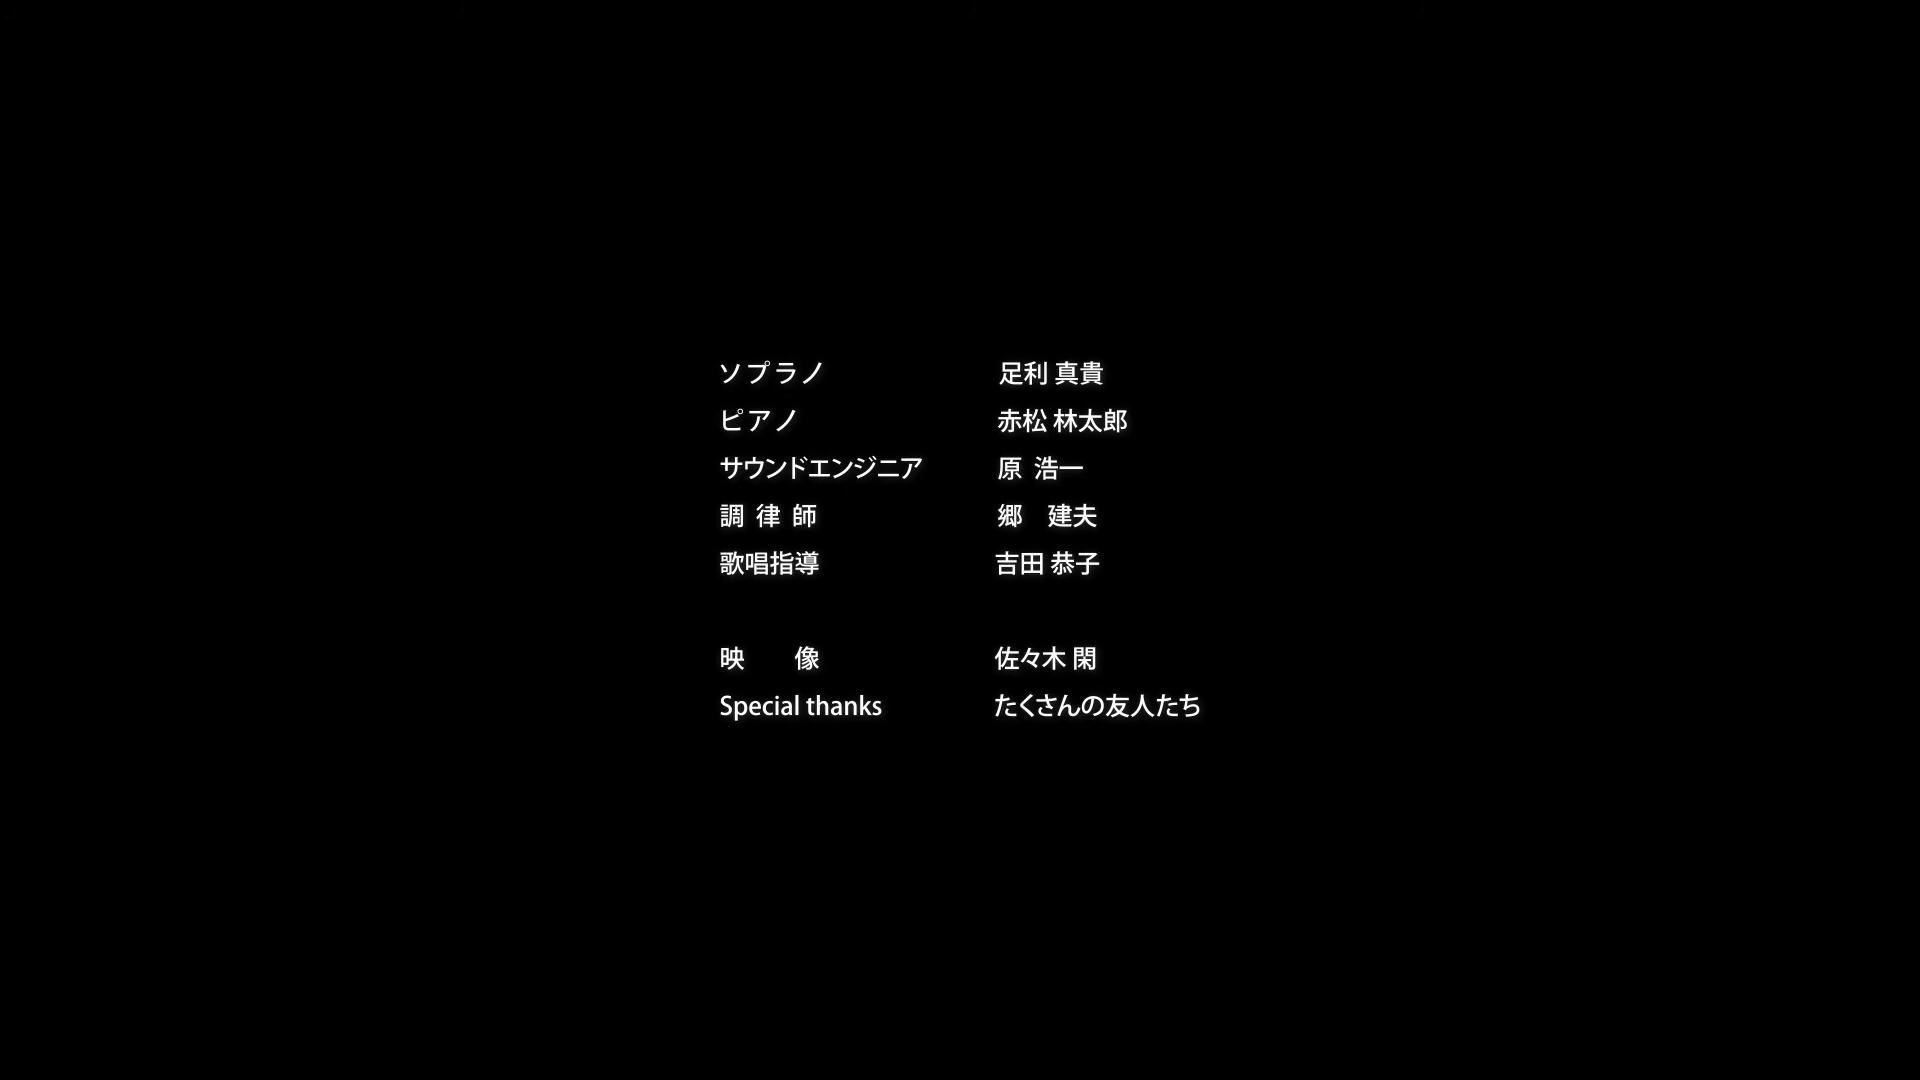 ソプラノ 足利 真貴
ピアノ 赤松 林太郎
サウンドエンジニア 原 浩一
調律師 郷 建夫
歌唱指導 吉田 恭子
映像 佐々木 閑
Special thanks たくさんの友人たち